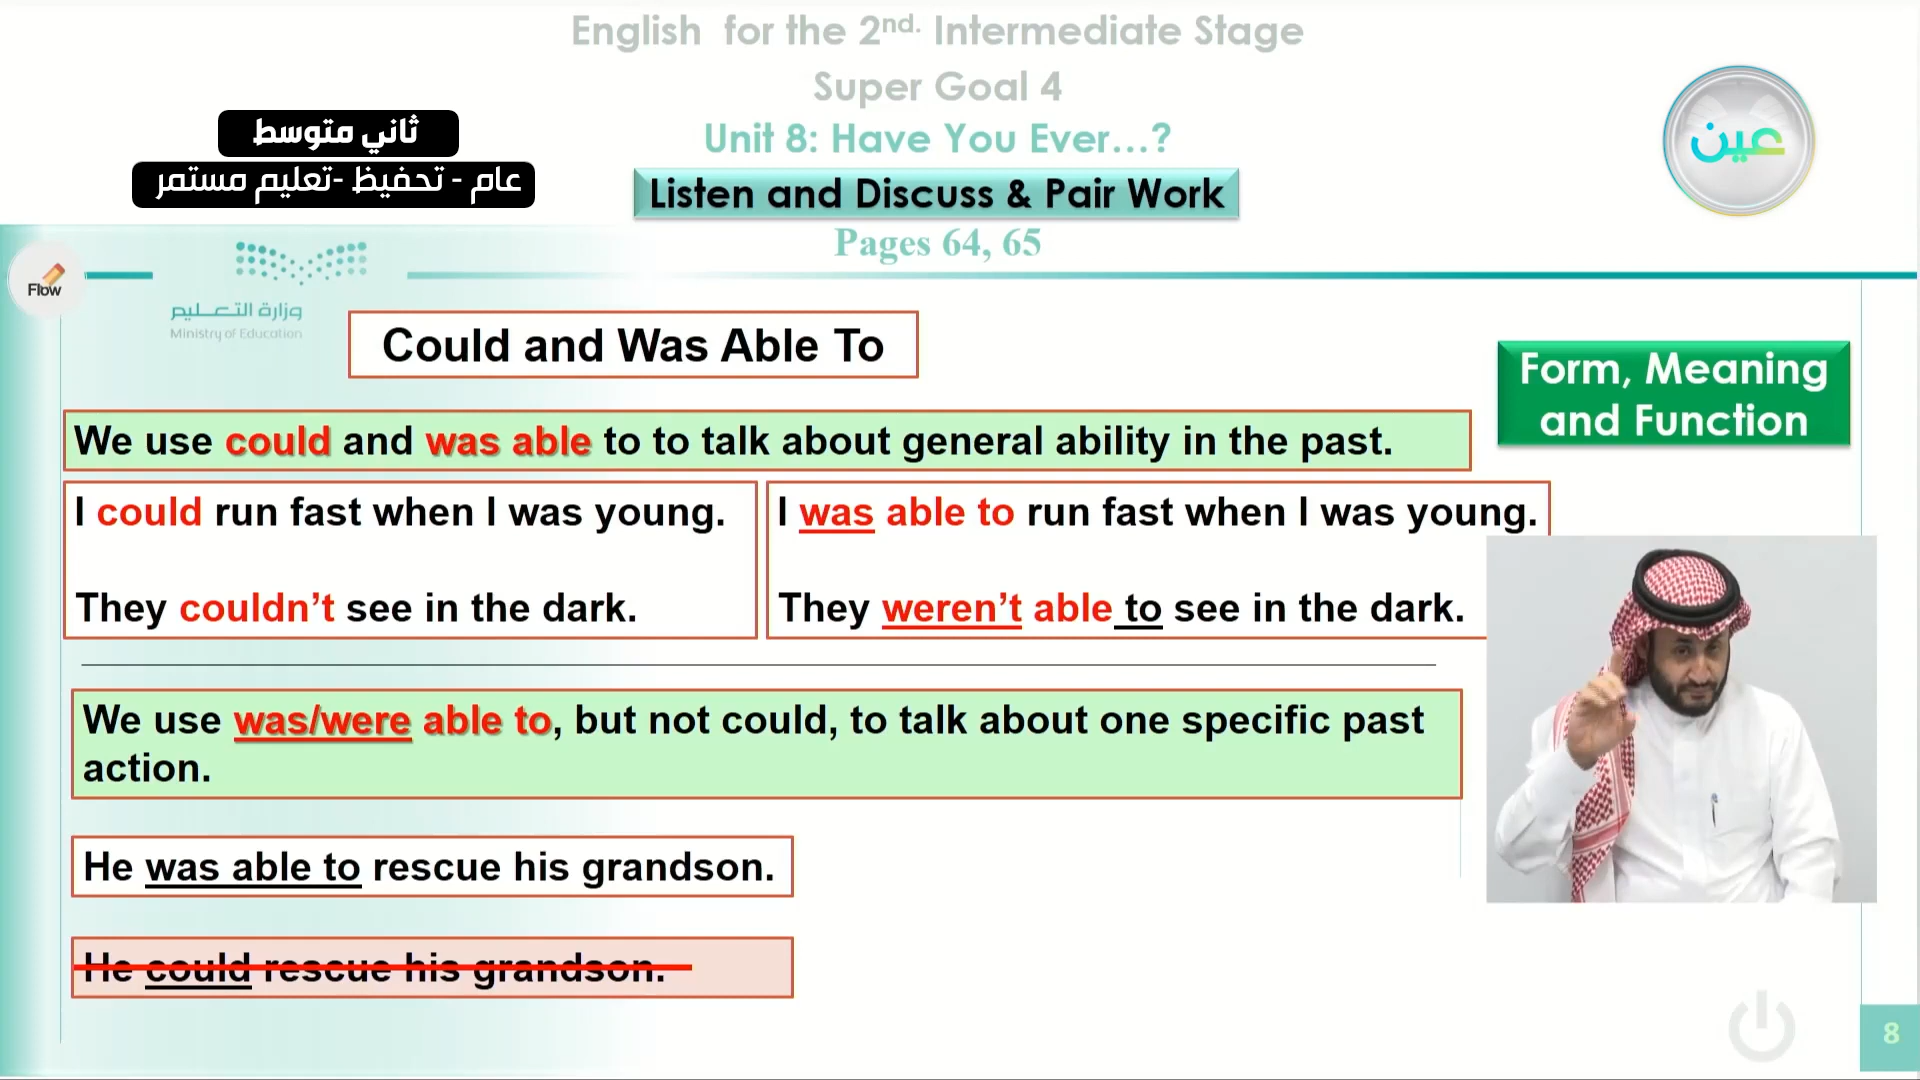 English for the 2nd. Intermediate Stage
Super Goal 4
Unit 8: Have You Ever...?
Listen and Discuss & Pair Work
Pages 64, 65
ثاني متوسط
عام - تحفيظ -تعليم مستمر
عين
Flow
وزارة التعليم
Ministry of Education
Could and Was Able To
Form, Meaning
and Function
We use could and was able to to talk about general ability in the past.
I could run fast when I was young.
They couldn't see in the dark.
I was able to run fast when I was young.
They weren't able to see in the dark.
We use was/were able to, but not could, to talk about one specific past
action.
He was able to rescue his grandson.
He could rescue his grandson.
8